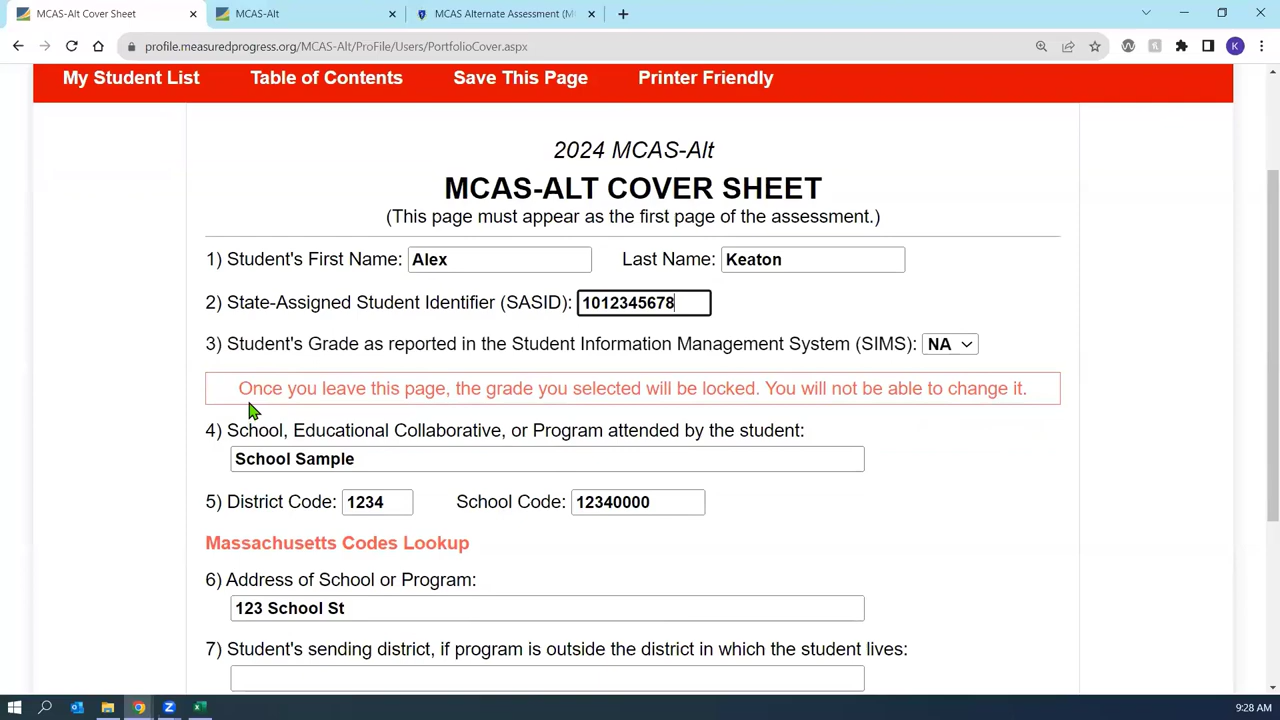 MCAS-Alt Cover Sheet
MCAS-Alt
MCAS Alternate Assessment (M
profile.measuredprogress.org/MCAS-Alt/ProFile/Users/PortfolioCover.aspx
K
My Student List
Table of Contents
Save This Page
Printer Friendly
2024 MCAS-Alt
MCAS-ALT COVER SHEET
(This page must appear as the first page of the assessment.)
1) Student's First Name: Alex Last Name: Keaton
2) State-Assigned Student Identifier (SASID): 1012345678
3) Student's Grade as reported in the Student Information Management System (SIMS): NA
Once you leave this page, the grade you selected will be locked. You will not be able to change it.
4) School, Educational Collaborative, or Program attended by the student:
School Sample
5) District Code: 1234 School Code: 12340000
Massachusetts Codes Lookup
6) Address of School or Program:
123 School St
7) Student's sending district, if program is outside the district in which the student lives:
9:28 AM